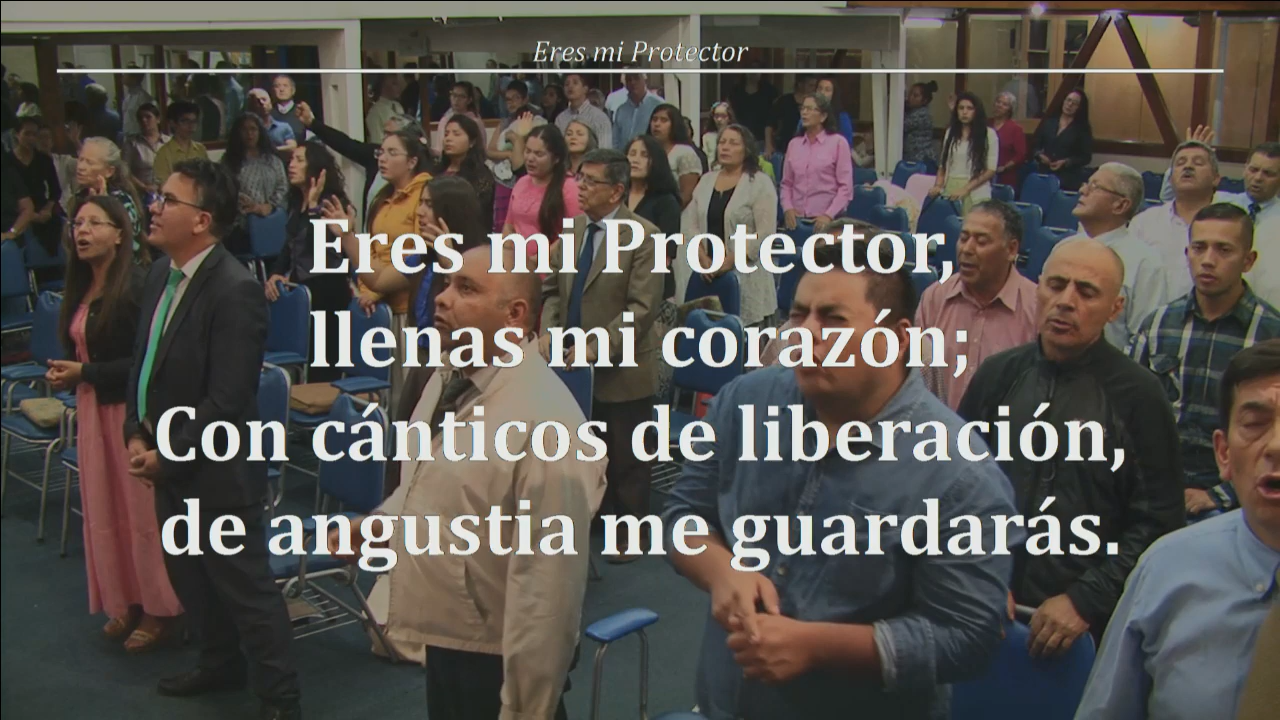 Eres mi Protector
Eres mi Protector,
llenas mi corazón;
Con cánticos de liberación,
de angustia me guardarás.